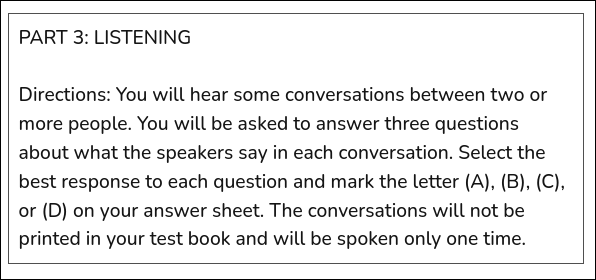 PART 3: LISTENING
Directions: You will hear some conversations between two or
more people. You will be asked to answer three questions
about what the speakers say in each conversation. Select the
best response to each question and mark the letter (A), (B), (C),
or (D) on your answer sheet. The conversations will not be
printed in your test book and will be spoken only one time.